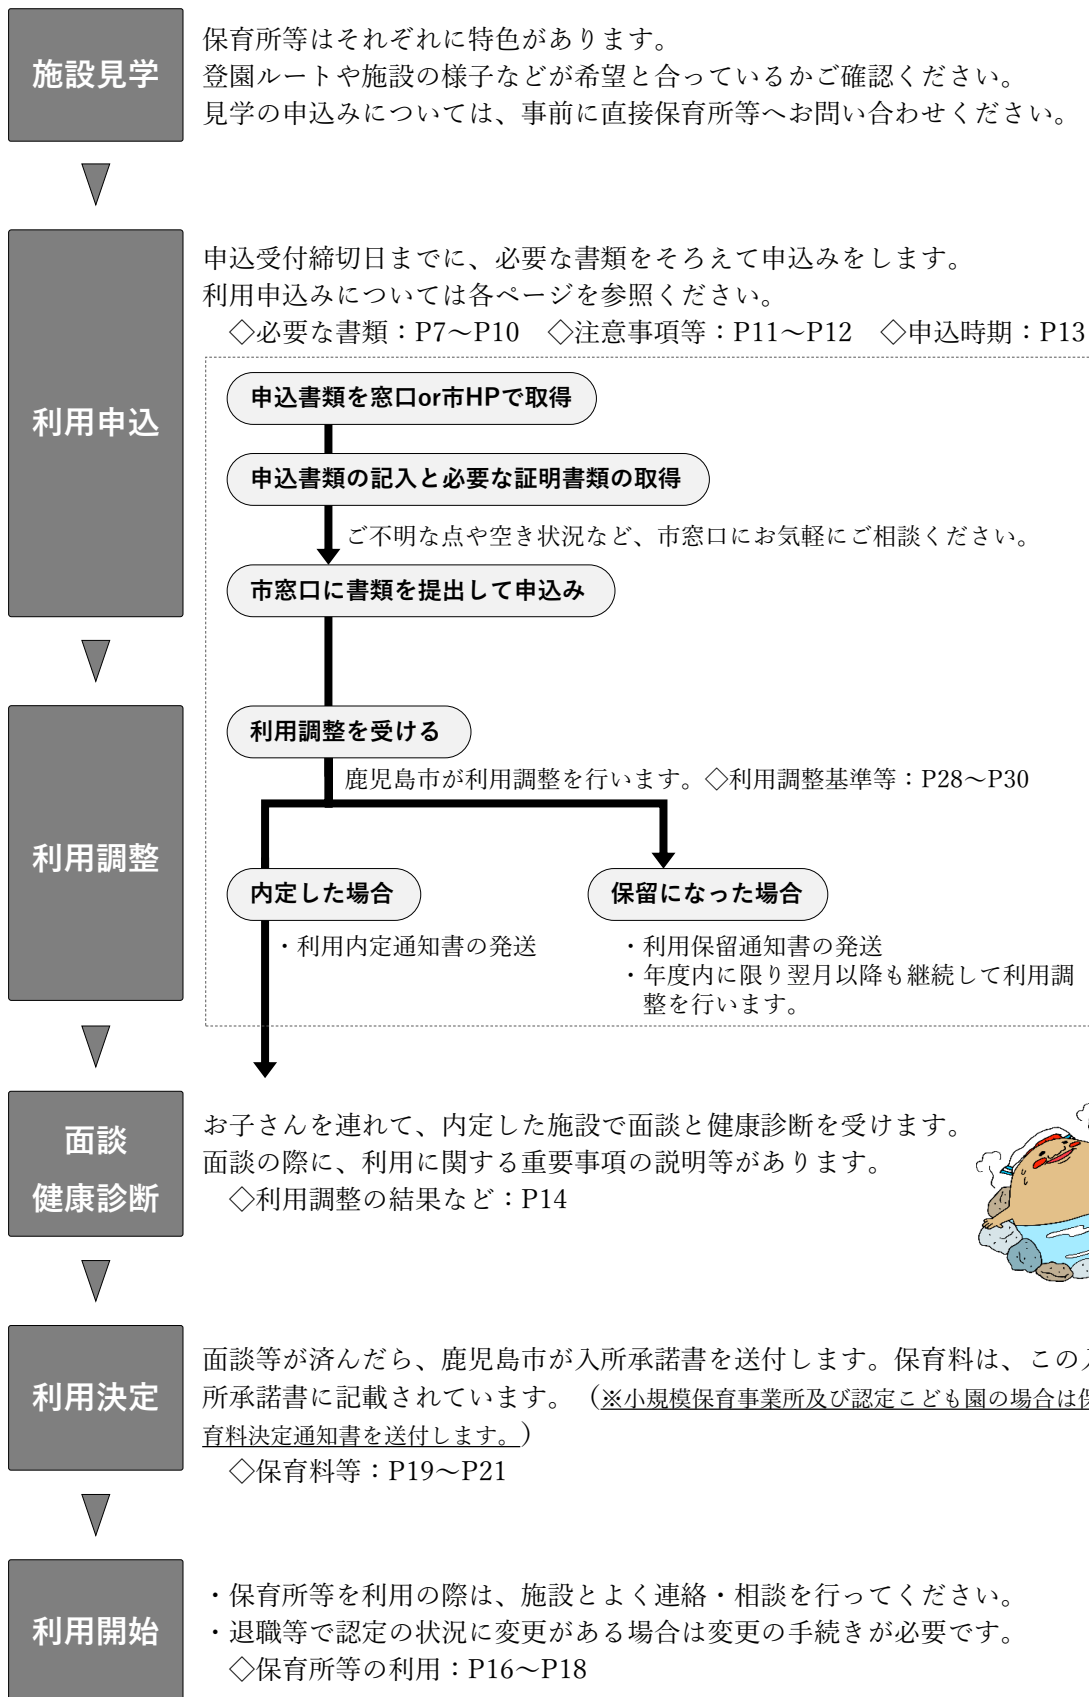 施設見学
保育所等はそれぞれに特色があります。
登園ルートや施設の様子などが希望と合っているかご確認ください。
見学の申込みについては、事前に直接保育所等へお問い合わせください。
利用申込
申込受付締切日までに、必要な書類をそろえて申込みをします。
利用申込みについては各ページを参照ください。
◇必要な書類：P7～P10　◇注意事項等：P11～P12　◇申込時期：P13
申込書類を窓口or市HPで取得
申込書類の記入と必要な証明書類の取得
ご不明な点や空き状況など、市窓口にお気軽にご相談ください。
市窓口に書類を提出して申込み
利用調整
利用調整を受ける
鹿児島市が利用調整を行います。◇利用調整基準等：P28～P30
内定した場合
・利用内定通知書の発送
保留になった場合
・利用保留通知書の発送
・年度内に限り翌月以降も継続して利用調
整を行います。
面談
健康診断
お子さんを連れて、内定した施設で面談と健康診断を受けます。
面談の際に、利用に関する重要事項の説明等があります。
◇利用調整の結果など：P14
利用決定
面談等が済んだら、鹿児島市が入所承諾書を送付します。保育料は、この入
所承諾書に記載されています。（※小規模保育事業所及び認定こども園の場合は保
育料決定通知書を送付します。）
◇保育料等：P19～P21
利用開始
・保育所等を利用の際は、施設とよく連絡・相談を行ってください。
・退職等で認定の状況に変更がある場合は変更の手続きが必要です。
◇保育所等の利用：P16～P18